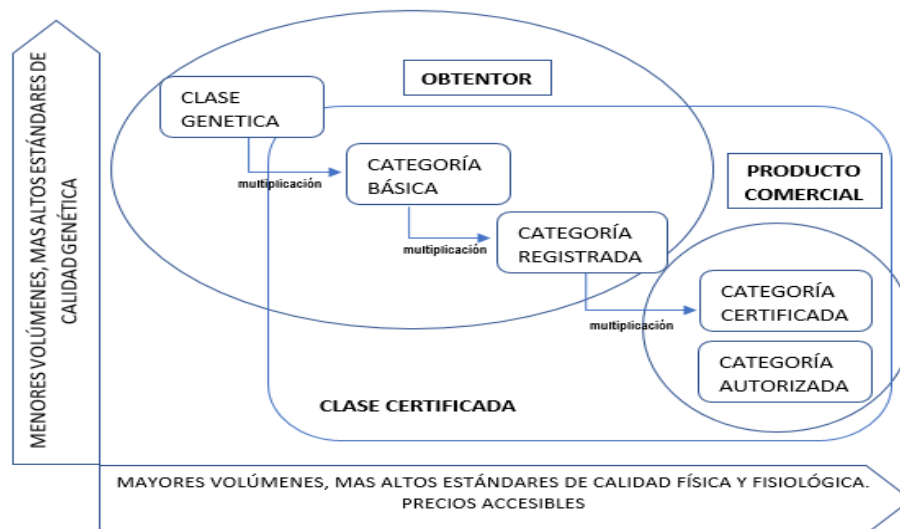 MENORES VOLÚMENES, MAS ALTOS ESTÁNDARES DE
CALIDAD GENÉTICA
OBTENTOR
CLASE
GENETICA
multiplicación
CATEGORÍA
BÁSICA
multiplicación
CATEGORÍA
REGISTRADA
multiplicación
PRODUCTO
COMERCIAL
CATEGORÍA
CERTIFICADA
CATEGORÍA
AUTORIZADA
CLASE CERTIFICADA
MAYORES VOLÚMENES, MAS ALTOS ESTÁNDARES DE CALIDAD FÍSICA Y FISIOLÓGICA.
PRECIOS ACCESIBLES